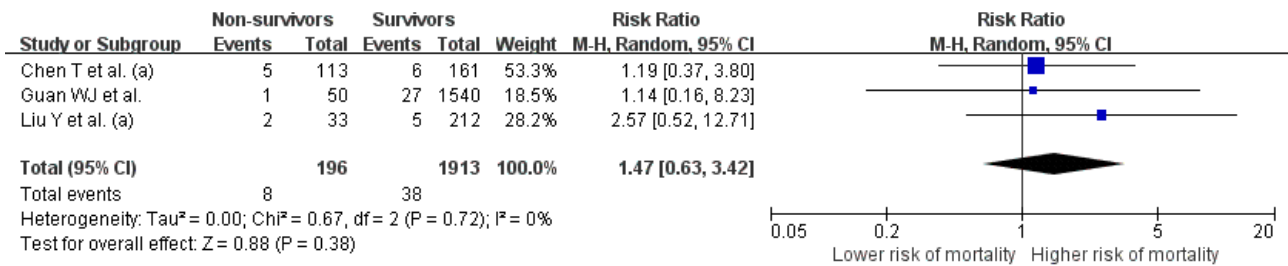 Non-survivors Survivors Risk Ratio Risk Ratio
Study or Subgroup Events Total Events Total Weight M-H, Random, 95% CI M-H, Random, 95% CI
Chen T et al. (a) 5 113 6 161 53.3% 1.19 [0.37, 3.80]
Guan WJ et al. 1 50 27 1540 18.5% 1.14 [0.16, 8.23]
Liu Y et al. (a) 2 33 5 212 28.2% 2.57 [0.52, 12.71]
Total (95% CI) 196 1913 100.0% 1.47 [0.63, 3.42]
Total events 8 38
Heterogeneity: Tau² = 0.00; Chi² = 0.67, df = 2 (P = 0.72); I² = 0%
Test for overall effect: Z = 0.88 (P = 0.38)
0.05 0.2 1 5 20
Lower risk of mortality Higher risk of mortality